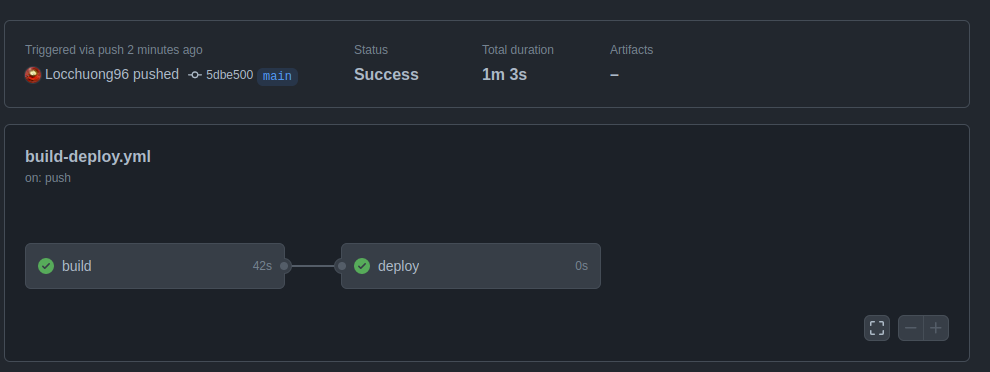 Triggered via push 2 minutes ago
Status
Total duration
Artifacts
Locchuong96 pushed 5dbe500 main
Success
1m 3s
–
build-deploy.yml
on: push
build 42s
deploy 0s